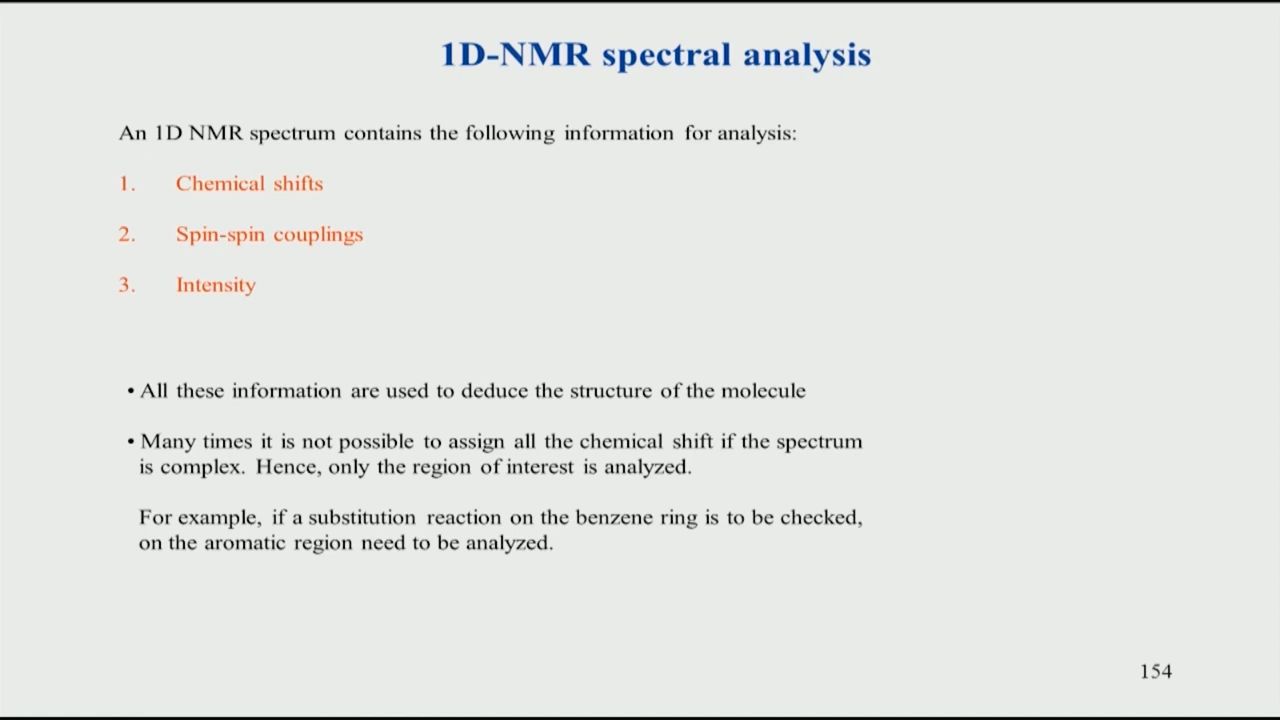 1D-NMR spectral analysis
An 1D NMR spectrum contains the following information for analysis:
1. Chemical shifts
2. Spin-spin couplings
3. Intensity
• All these information are used to deduce the structure of the molecule
• Many times it is not possible to assign all the chemical shift if the spectrum
is complex. Hence, only the region of interest is analyzed.
For example, if a substitution reaction on the benzene ring is to be checked,
on the aromatic region need to be analyzed.
154